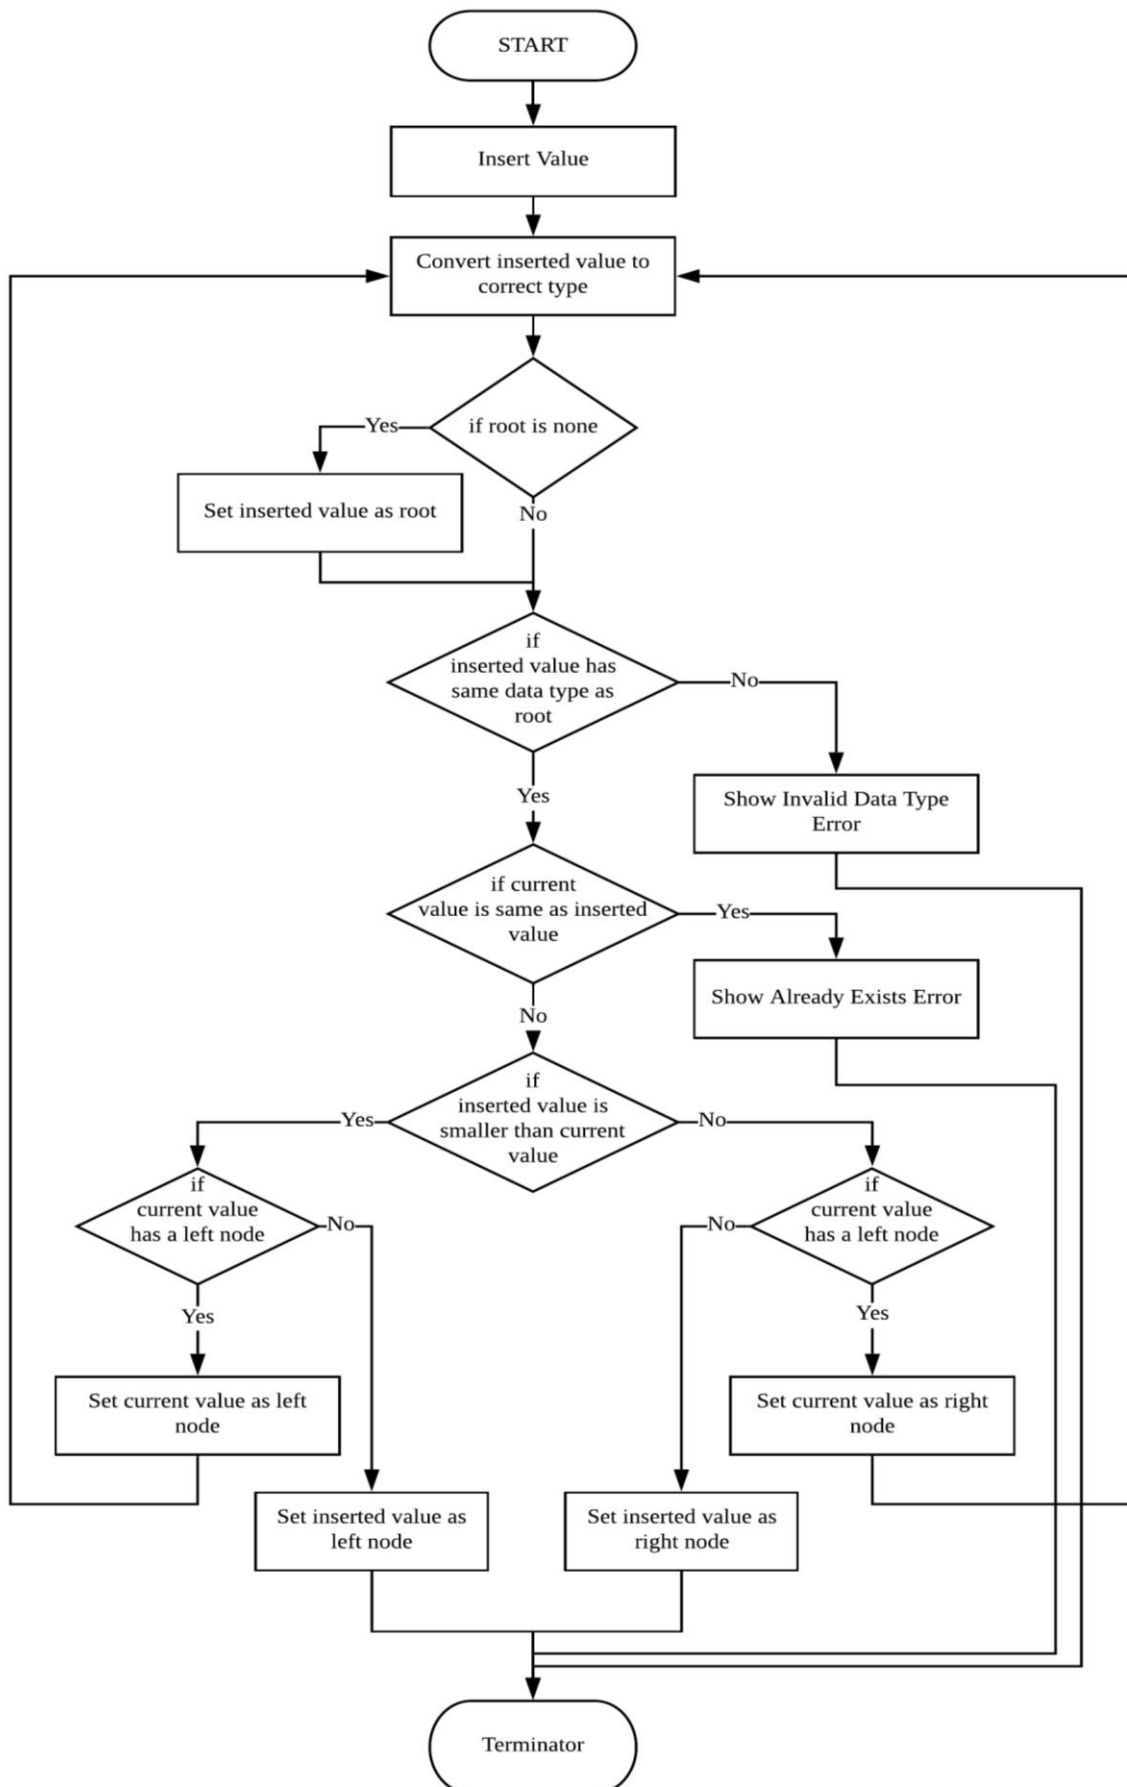 START
Insert Value
Convert inserted value to
correct type
if root is none
Yes
Set inserted value as root
No
if
inserted value has
same data type as
root
No
Yes
Show Invalid Data Type
Error
if current
value is same as inserted
value
Yes
Show Already Exists Error
No
if
inserted value is
smaller than current
value
Yes
No
if
current value
has a left node
No
Yes
if
current value
has a left node
No
Yes
Set current value as left
node
Set current value as right
node
Set inserted value as
left node
Set inserted value as
right node
Terminator